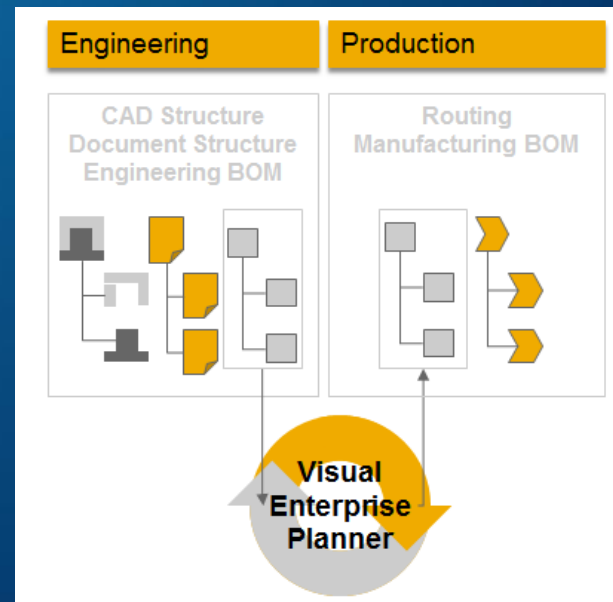 Engineering
Production
CAD Structure
Document Structure
Engineering BOM
Routing
Manufacturing BOM
Visual
Enterprise
Planner